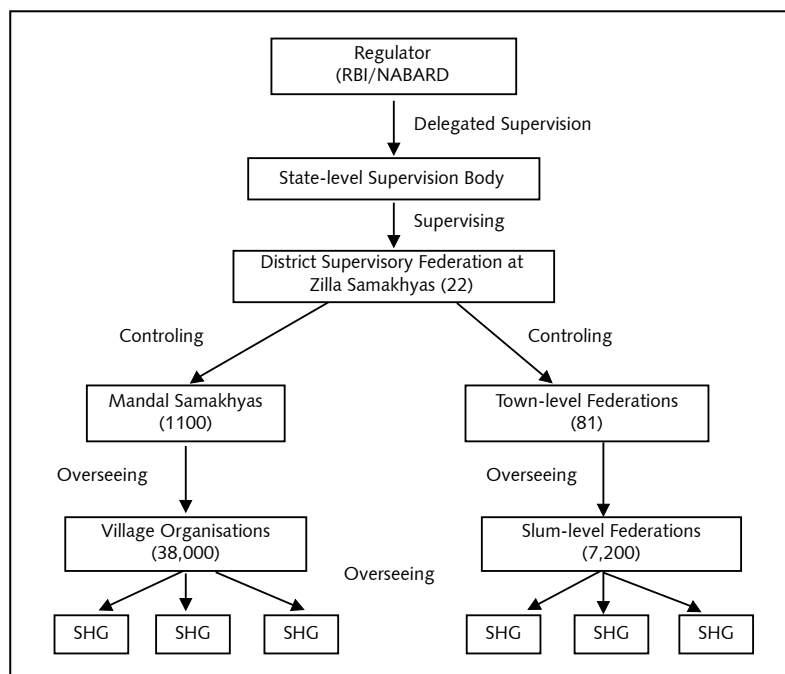 Regulator
(RBI/NABARD
Delegated Supervision
State-level Supervision Body
Supervising
District Supervisory Federation at
Zilla Samakhyas (22)
Controling
Controling
Mandal Samakhyas
(1100)
Town-level Federations
(81)
Overseeing
Overseeing
Village Organisations
(38,000)
Slum-level Federations
(7,200)
Overseeing
SHG
SHG
SHG
SHG
SHG
SHG